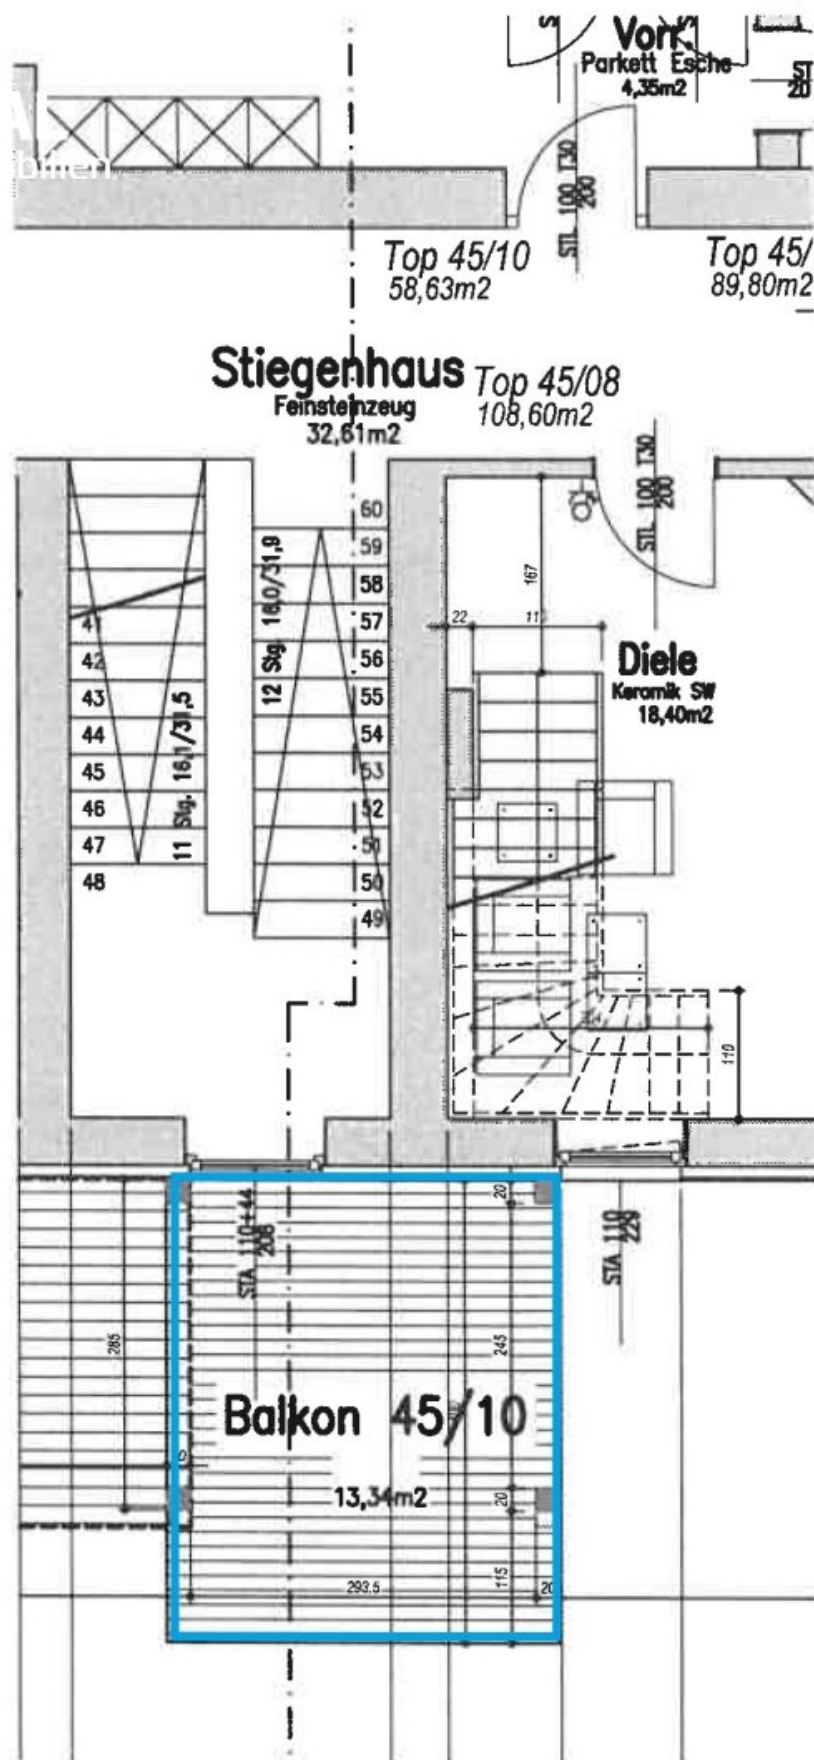 Vorr.
Parkett Esche
4,35m2
ST
20
bilien
STL 100 T30
200
Top 45/10
58,63m2
Top 45/
89,80m2
Stiegenhaus
Feinsteinzeug
32,61m2
Top 45/08
108,60m2
STL 100 T30
200
60
59
58
57
56
55
54
53
52
51
50
49
12 Stg. 16,0/31,9
41
42
43
44
45
46
47
48
11 Stg. 16,1/31,5
167
22
Diele
Keramik SW
18,40m2
110
STA 110+44
208
20
STA 110
229
285
245
Balkon 45/10
13,34m2
20
293.5
115
20